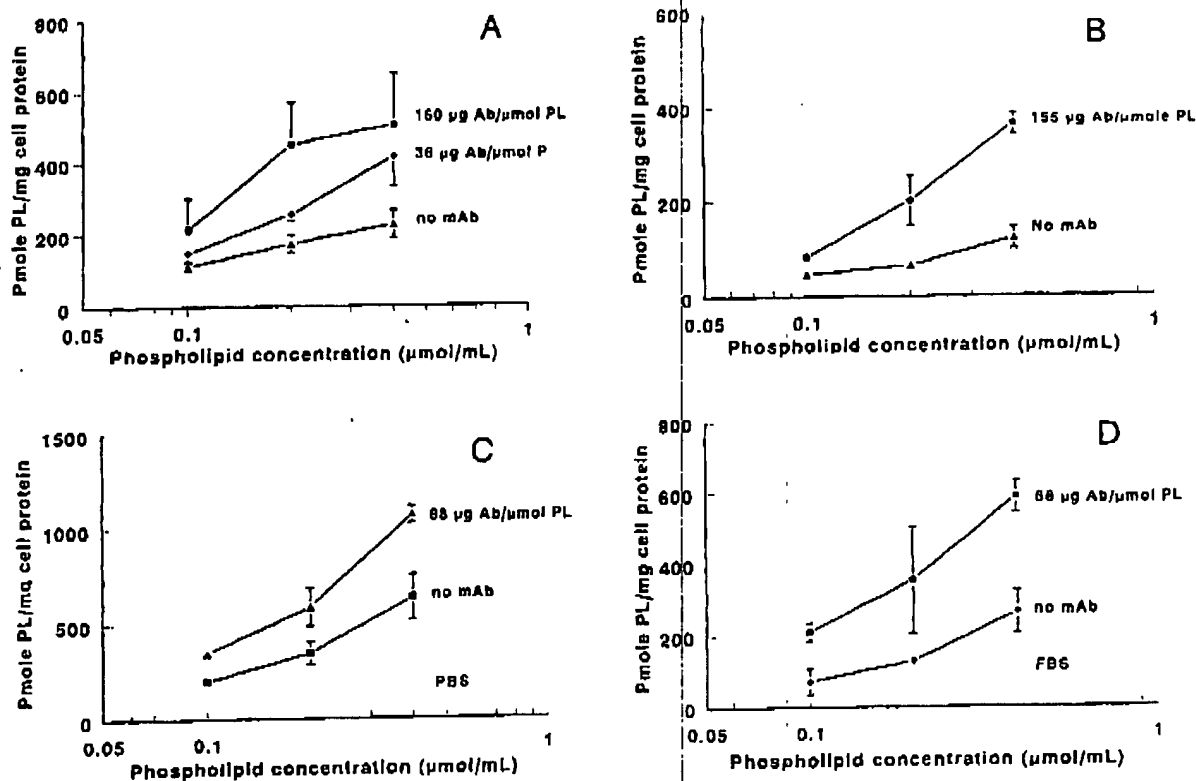 A
Pmole PL/mg cell protein
800
600
400
200
0
160 µg Ab/µmol PL
36 µg Ab/µmol P
no mAb
0.05
0.1
1
Phospholipid concentration (µmol/mL)
B
Pmole PL/mg cell protein
600
400
200
0
155 µg Ab/µmole PL
No mAb
0.05
0.1
1
Phospholipid concentration (µmol/mL)
C
Pmole PL/mg cell protein
1500
1000
500
0
68 µg Ab/µmol PL
no mAb
PBS
0.05
0.1
1
Phospholipid concentration (µmol/mL)
D
Pmole PL/mg cell protein
800
600
400
200
0
68 µg Ab/µmol PL
no mAb
FBS
0.05
0.1
1
Phospholipid concentration (µmol/mL)